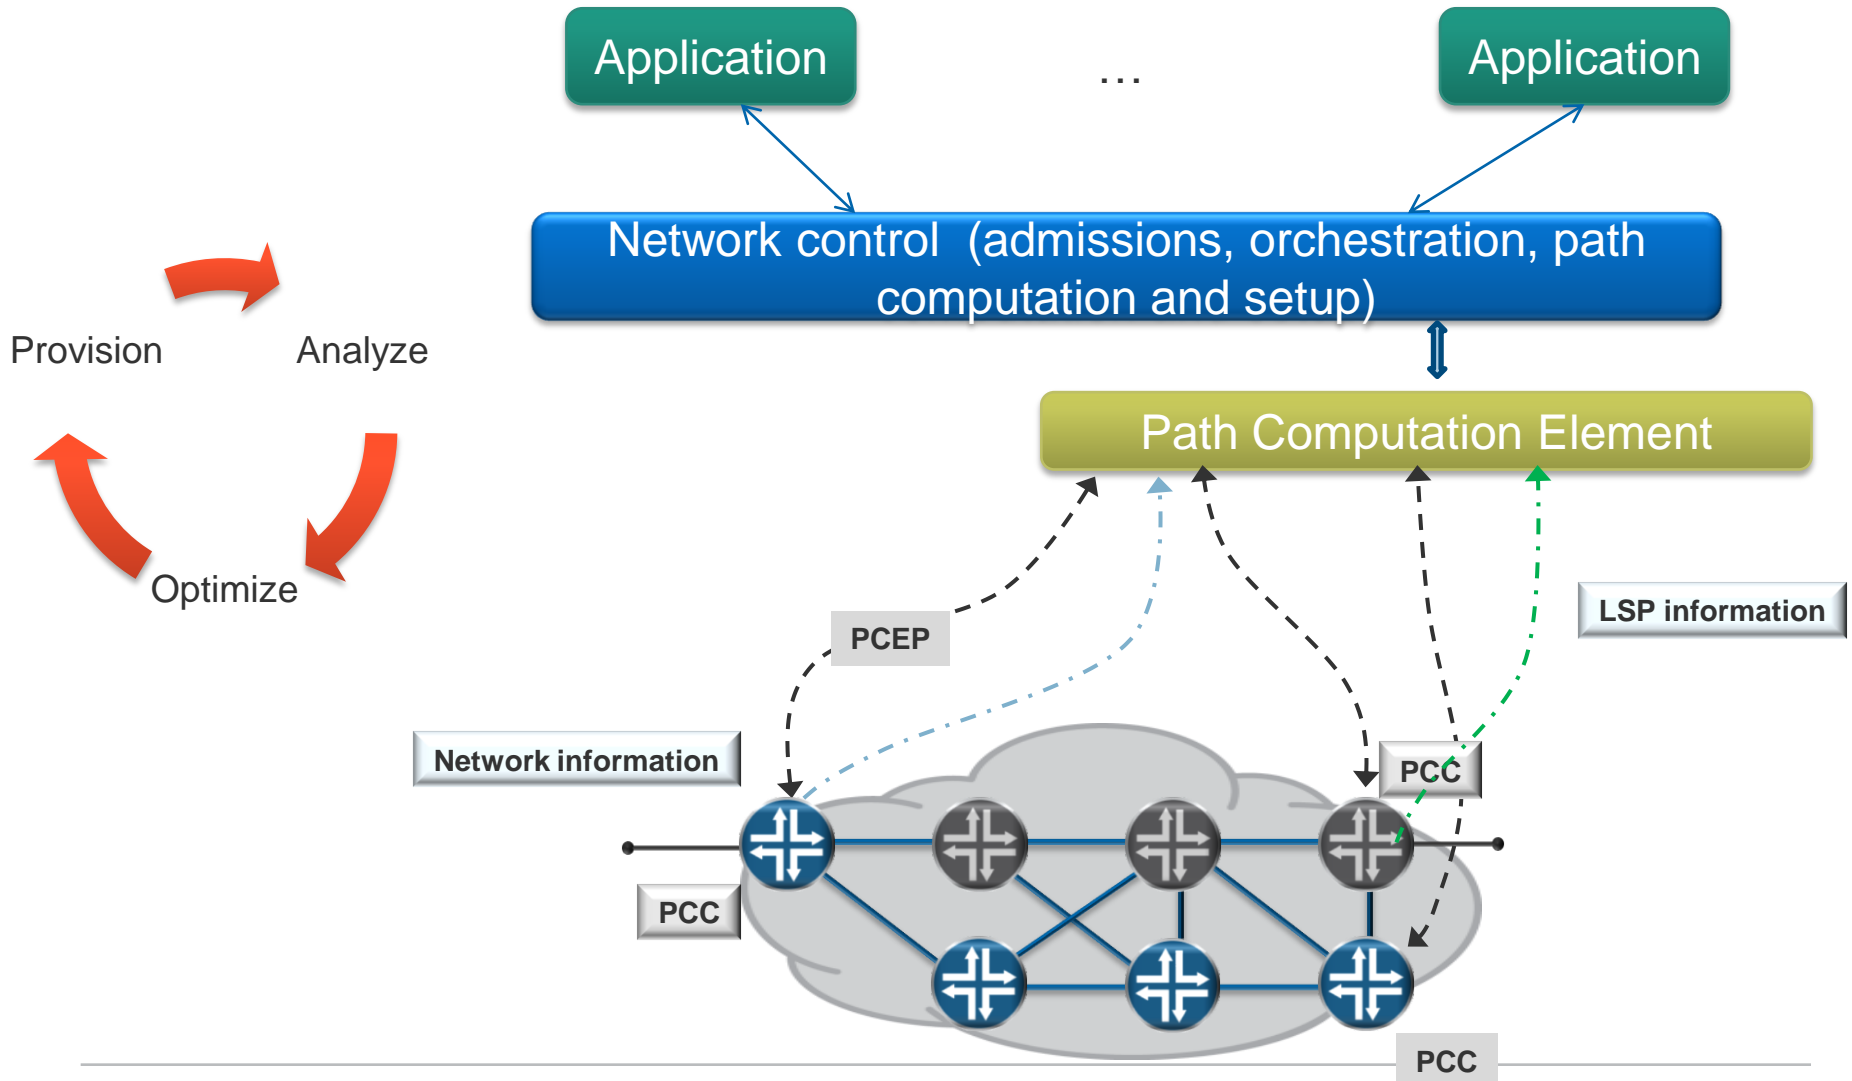 Application
...
Application
Network control (admissions, orchestration, path
computation and setup)
Provision
Analyze
Optimize
Path Computation Element
PCEP
LSP information
Network information
PCC
PCC
PCC